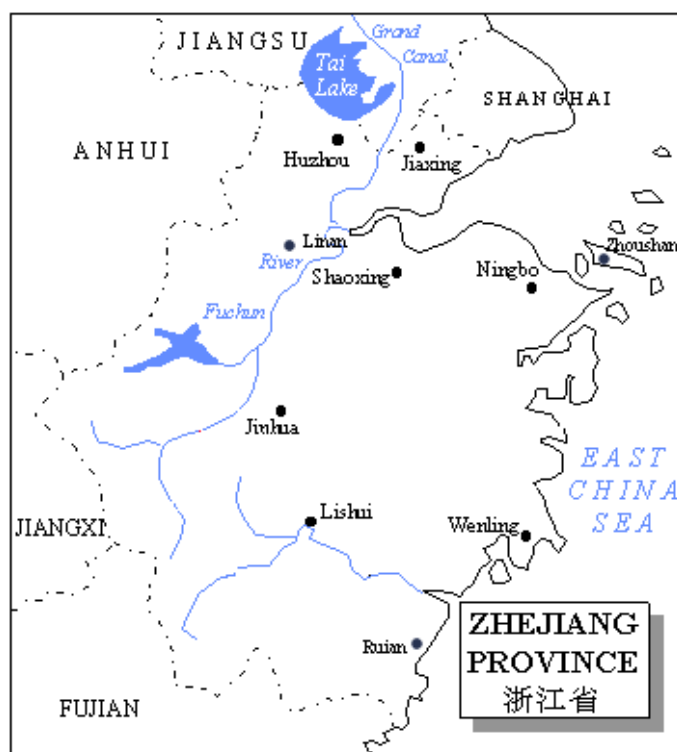 JIANGSU
Grand
Canal
Tai
Lake
SHANGHAI
ANHUI
Huzhou
Jiaxing
Linan
River
Shaoxing
Zhoushan
Ningbo
Fuchun
Jinhua
EAST
CHINA
SEA
JIANGXI
Lishui
Wenling
Ruian
ZHEJIANG
PROVINCE
浙江省
FUJIAN